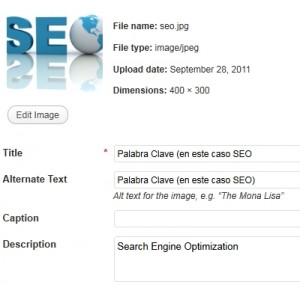 SEO
File name: seo.jpg
File type: image/jpeg
Upload date: September 28, 2011
Dimensions: 400 × 300
Edit Image
Title * Palabra Clave (en este caso SEO
Alternate Text Palabra Clave (en este caso SEO)
Alt text for the image, e.g. "The Mona Lisa"
Caption
Description Search Engine Optimization